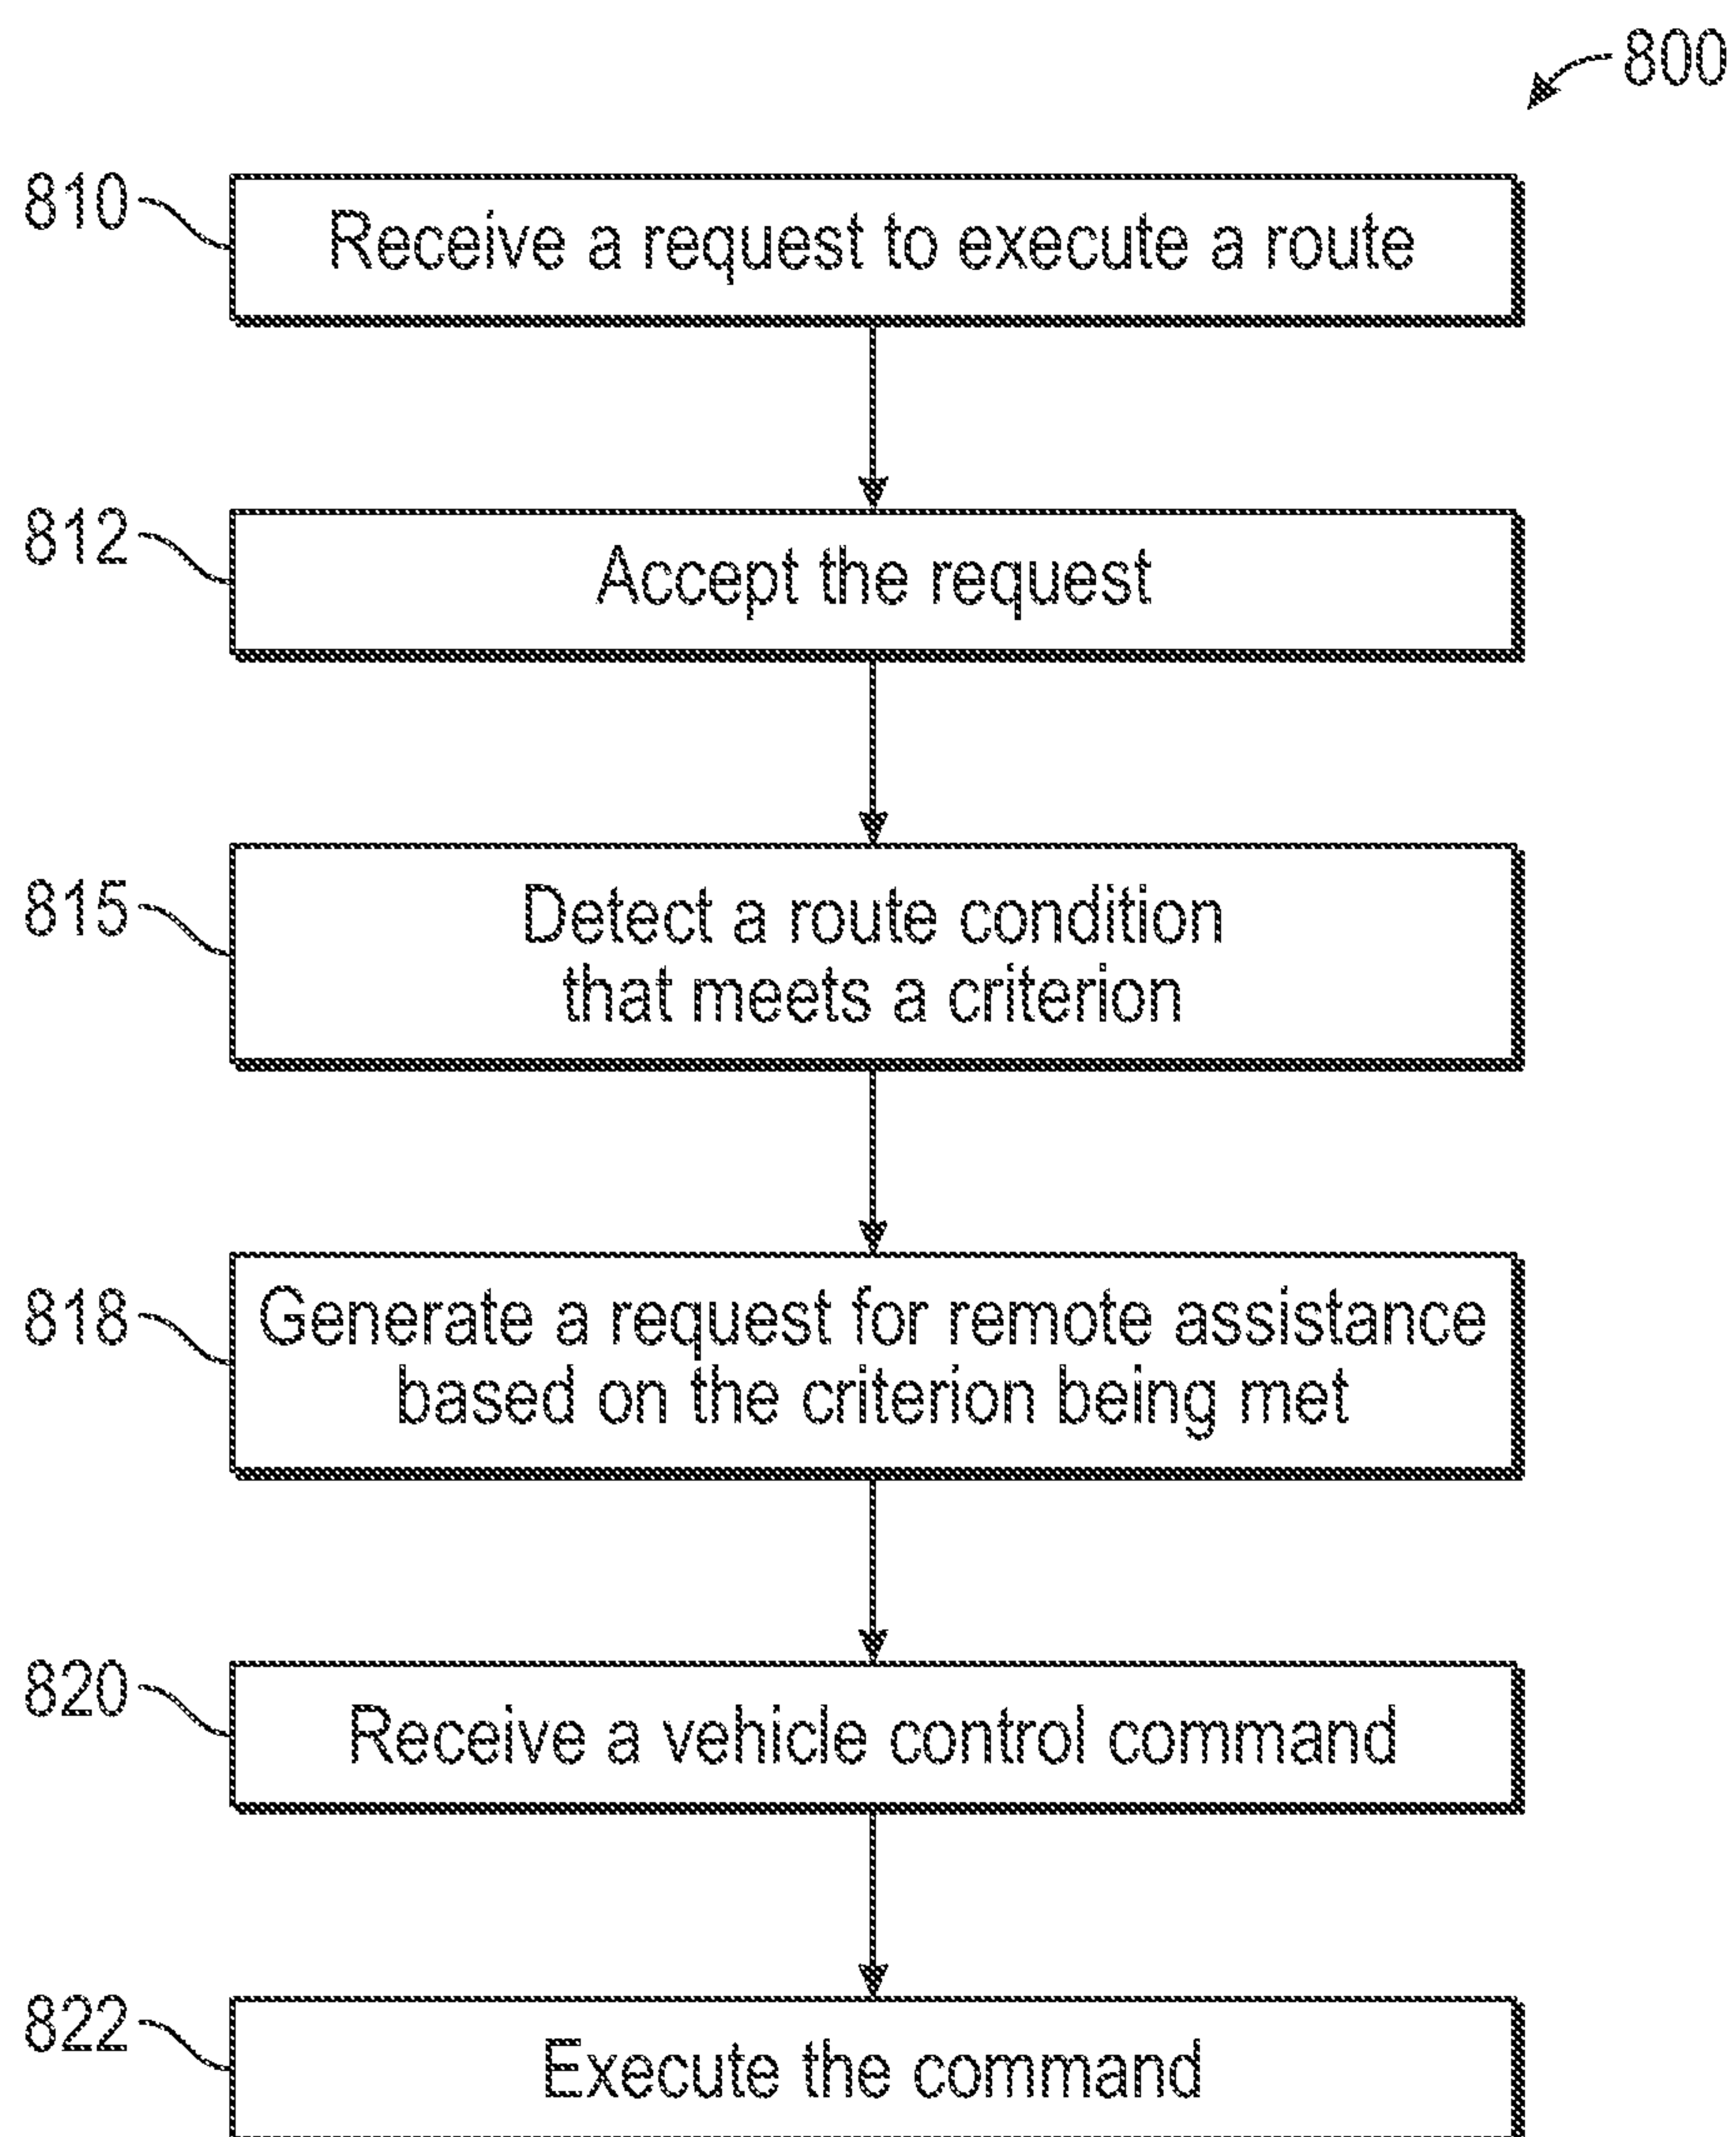 800
810
Receive a request to execute a route
812
Accept the request
815
Detect a route condition
that meets a criterion
818
Generate a request for remote assistance
based on the criterion being met
820
Receive a vehicle control command
822
Execute the command